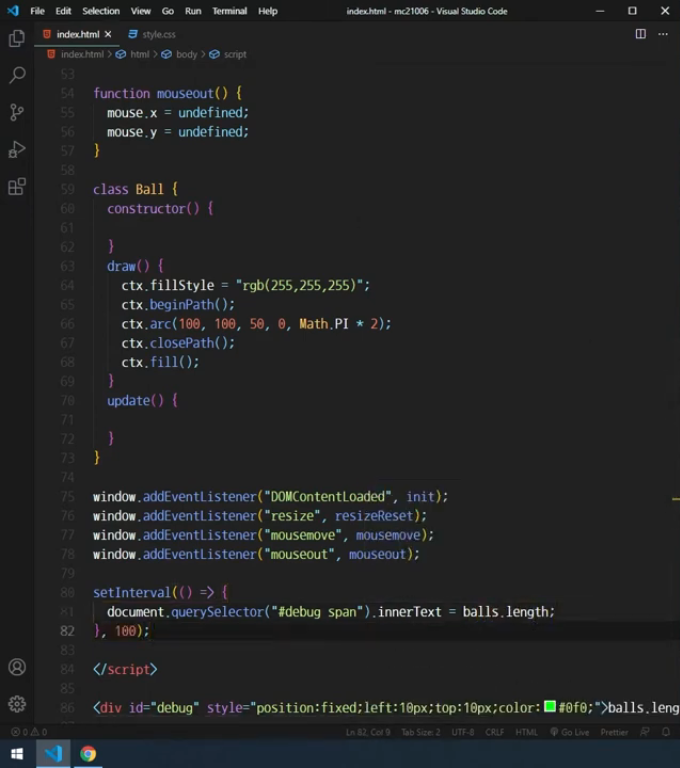 File Edit Selection View Go Run Terminal Help index.html - mc21006 - Visual Studio Code
index.html style.css
index.html > html > body > script
53
54 function mouseout() {
55 mouse.x = undefined;
56 mouse.y = undefined;
57 }
58
59 class Ball {
60 constructor() {
61
62 }
63 draw() {
64 ctx.fillStyle = "rgb(255,255,255)";
65 ctx.beginPath();
66 ctx.arc(100, 100, 50, 0, Math.PI * 2);
67 ctx.closePath();
68 ctx.fill();
69 }
70 update() {
71
72 }
73 }
74
75 window.addEventListener("DOMContentLoaded", init);
76 window.addEventListener("resize", resizeReset);
77 window.addEventListener("mousemove", mousemove);
78 window.addEventListener("mouseout", mouseout);
79
80 setInterval(() => {
81 document.querySelector("#debug span").innerText = balls.length;
82 }, 100);
83
84 </script>
85
86 <div id="debug" style="position:fixed;left:10px;top:10px;color:#0f0;">balls.leng
0 0 Ln 82, Col 9 Tab Size: 2 UTF-8 CRLF HTML Go Live Prettier